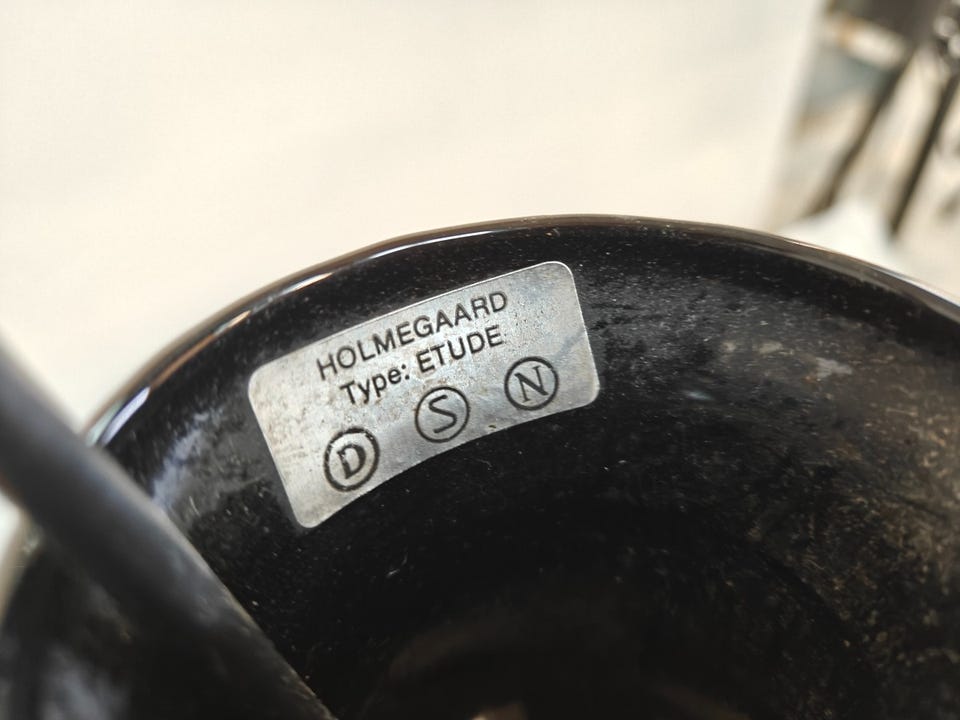 HOLMEGAARD
Type: ETUDE
D S N